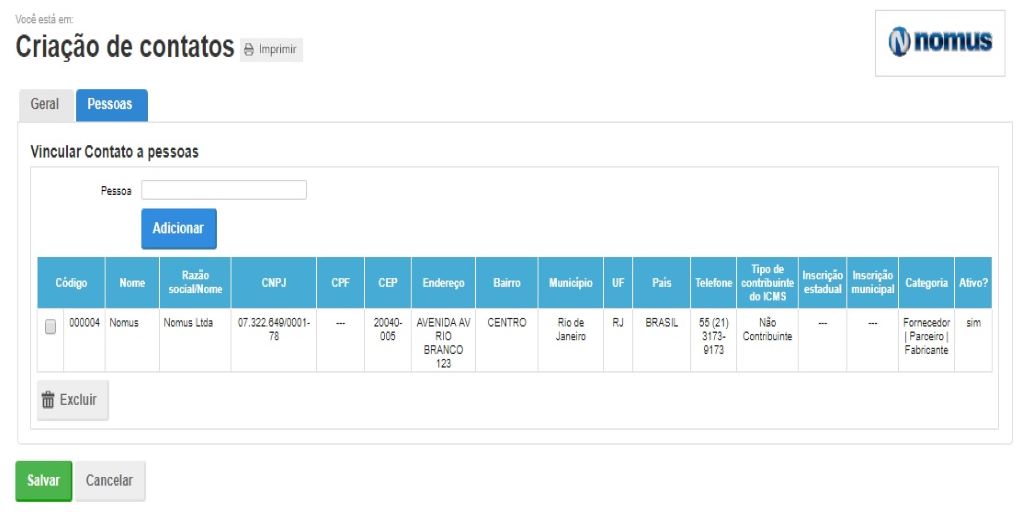 Você está em:
Criação de contatos Imprimir
nomus
Geral Pessoas
Vincular Contato a pessoas
Pessoa
Adicionar
Código Nome Razão social/Nome CNPJ CPF CEP Endereço Bairro Município UF País Telefone Tipo de contribuinte do ICMS Inscrição estadual Inscrição municipal Categoria Ativo?
000004 Nomus Nomus Ltda 07.322.649/0001-78 --- 20040-005 AVENIDA AV RIO BRANCO 123 CENTRO Rio de Janeiro RJ BRASIL 55 (21) 3173-9173 Não Contribuinte --- --- Fornecedor | Parceiro | Fabricante sim
Excluir
Salvar Cancelar